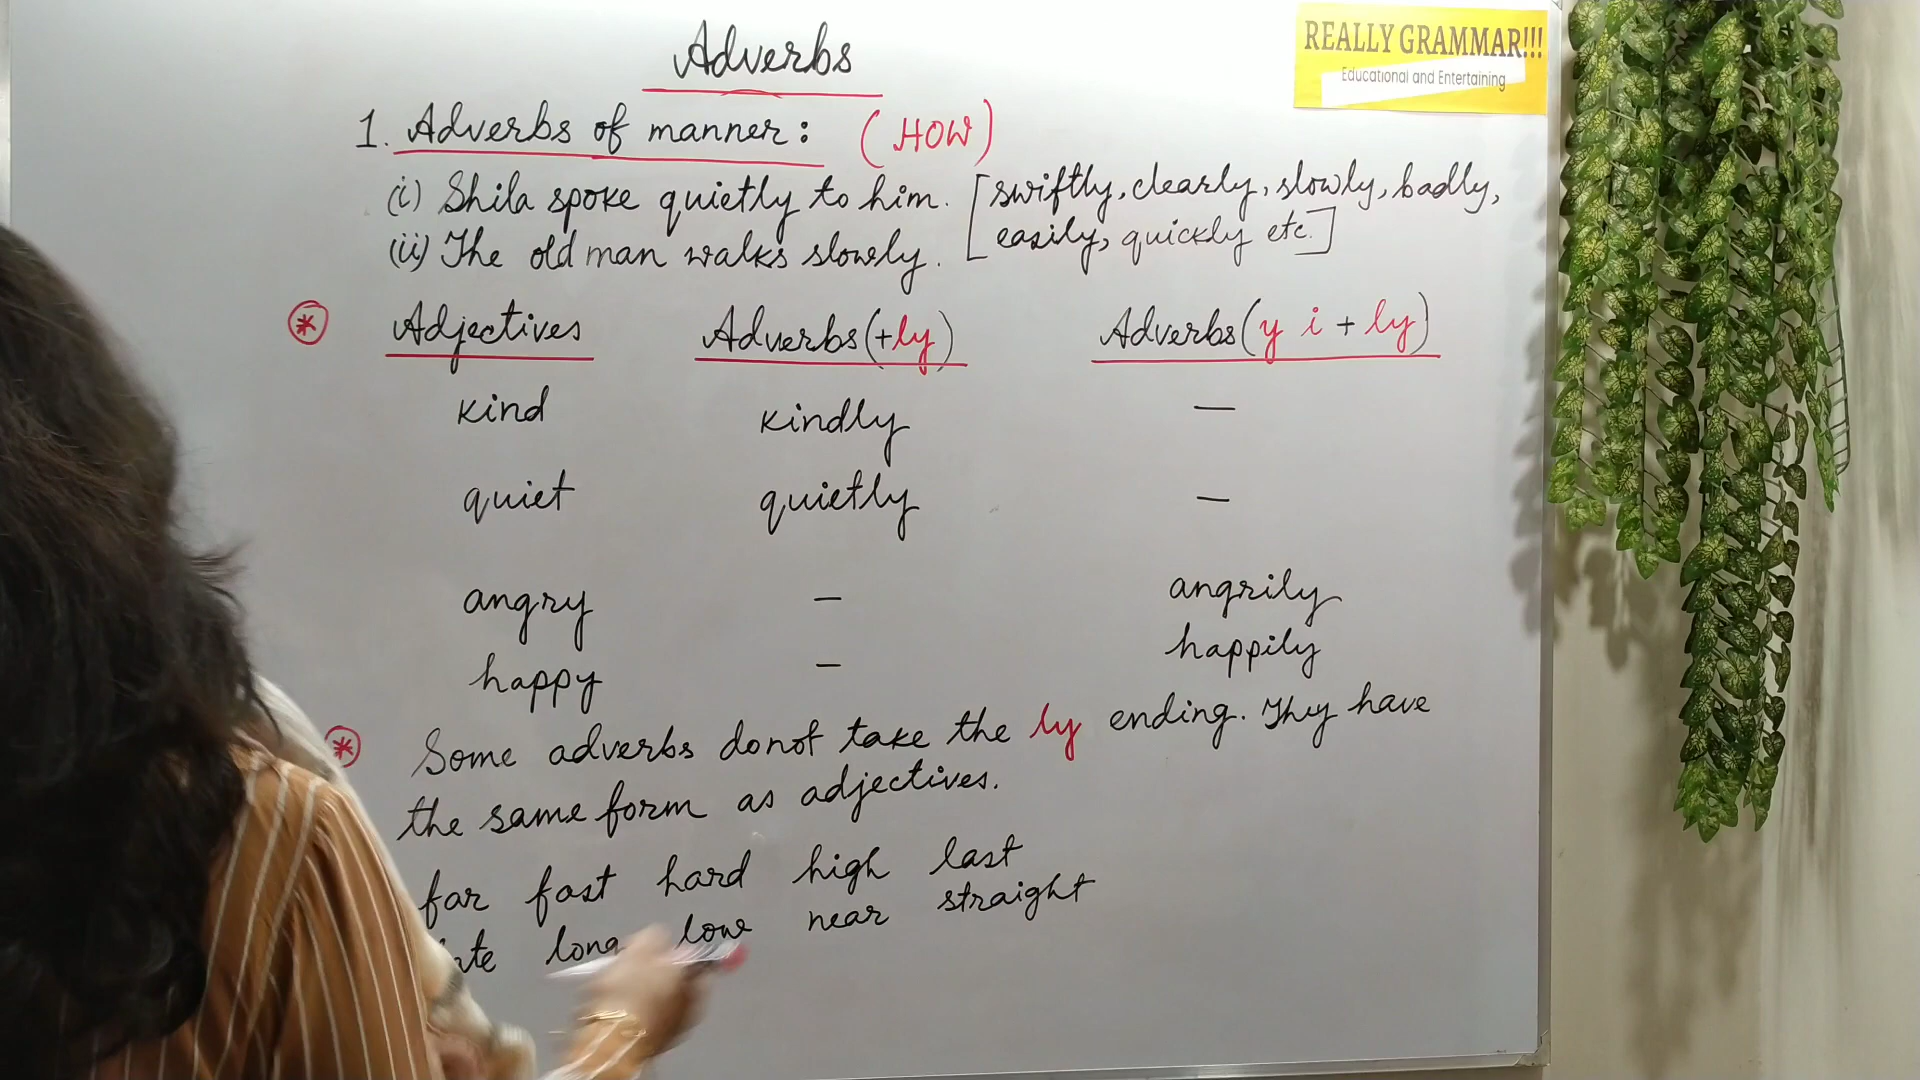 Adverbs
REALLY GRAMMAR!!!
Educational and Entertaining
1. Adverbs of manner: (HOW)
(i) Shila spoke quietly to him. [swiftly, clearly, slowly, badly,
(ii) The old man walks slowly. easily, quickly etc.]
* Adjectives Adverbs(+ly) Adverbs(y i + ly)
kind kindly —
quiet quietly —
angry — angrily
happy — happily
* Some adverbs donot take the ly ending. They have
the same form as adjectives.
far fast hard high last
long low near straight